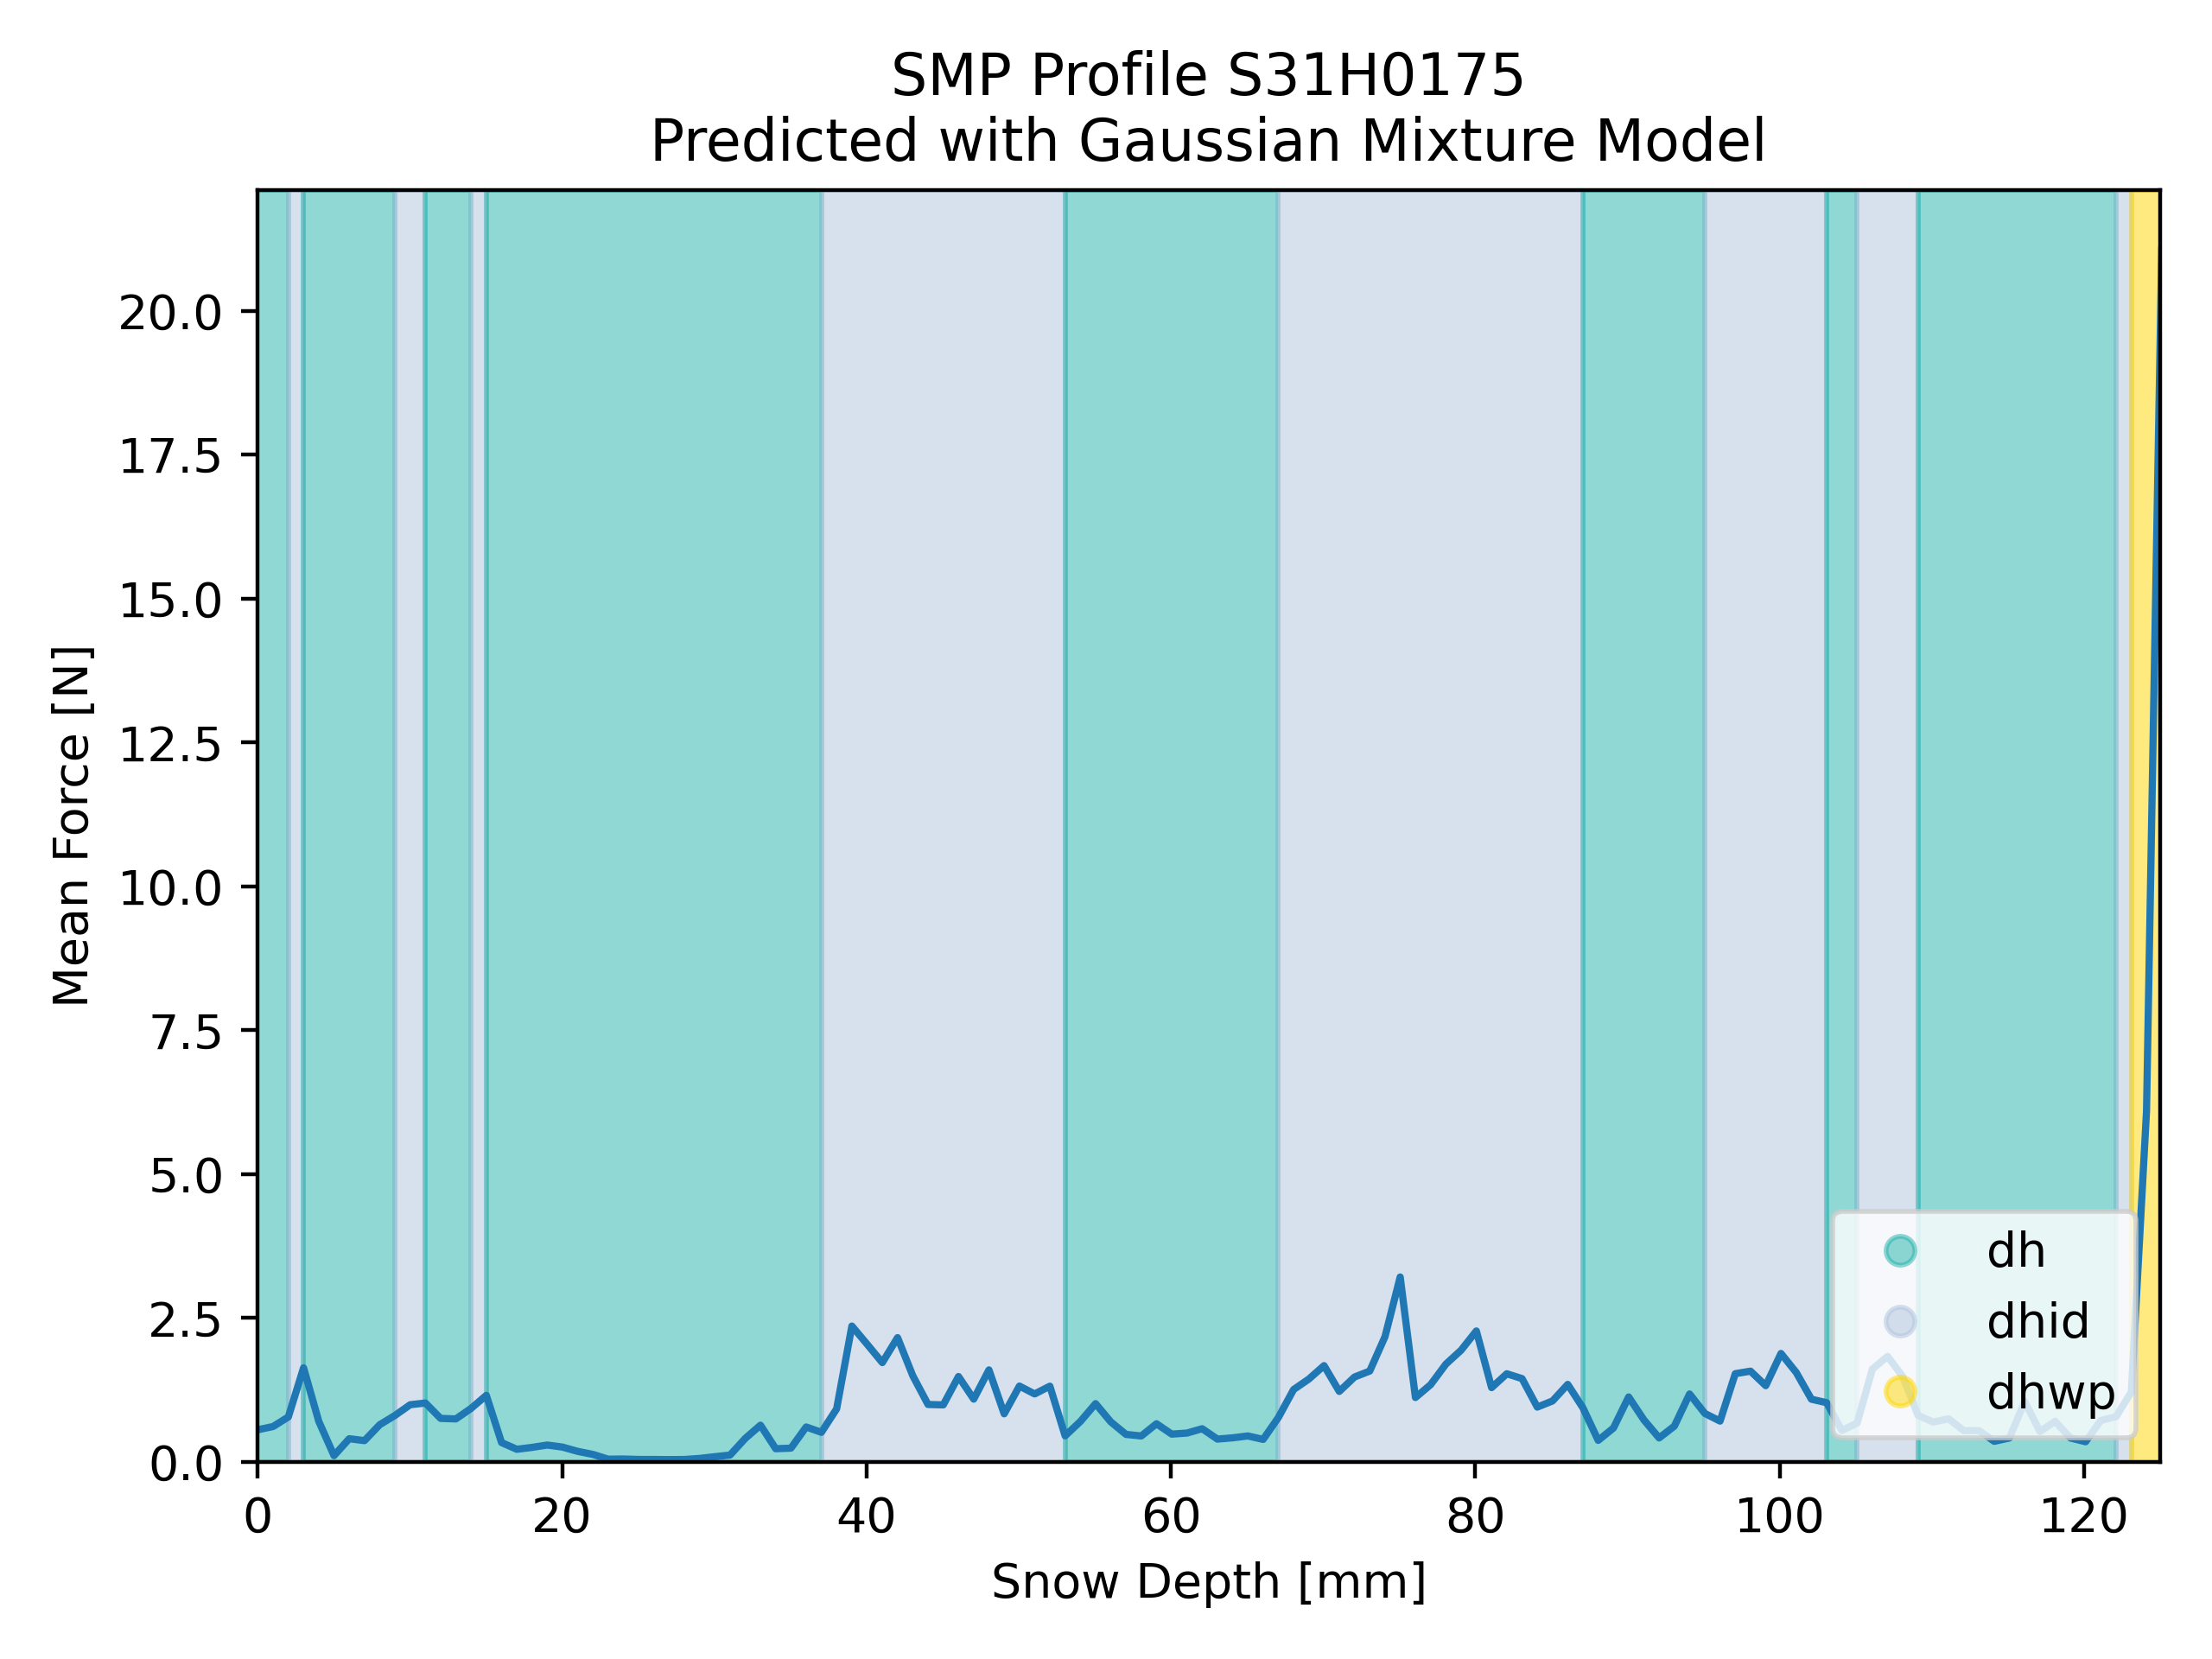 SMP Profile S31H0175
Predicted with Gaussian Mixture Model
Mean Force [N]
20.0
17.5
15.0
12.5
10.0
7.5
5.0
2.5
0.0
dh
dhid
dhwp
0 20 40 60 80 100 120
Snow Depth [mm]